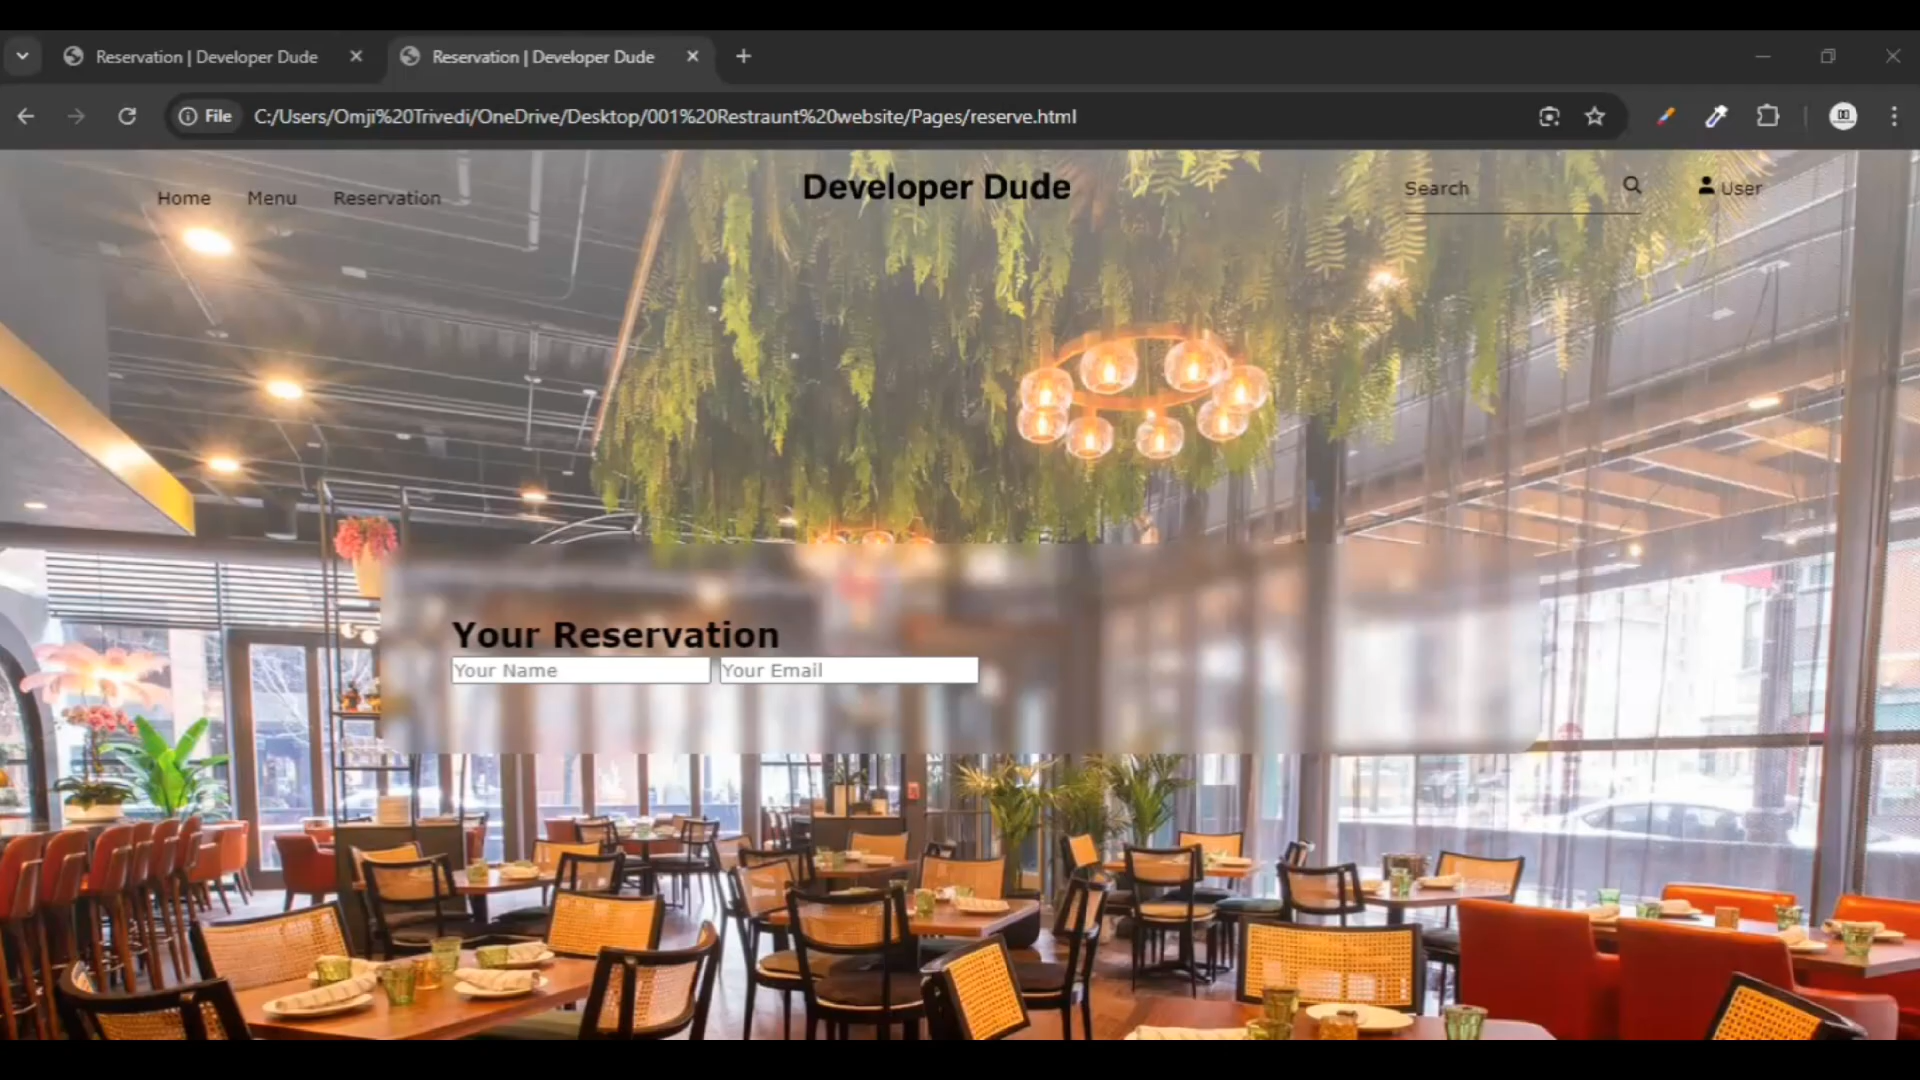 Reservation | Developer Dude
Reservation | Developer Dude
File
C:/Users/Omji%20Trivedi/OneDrive/Desktop/001%20Restraunt%20website/Pages/reserve.html
Home
Menu
Reservation
Developer Dude
Search
User
Your Reservation
Your Name
Your Email